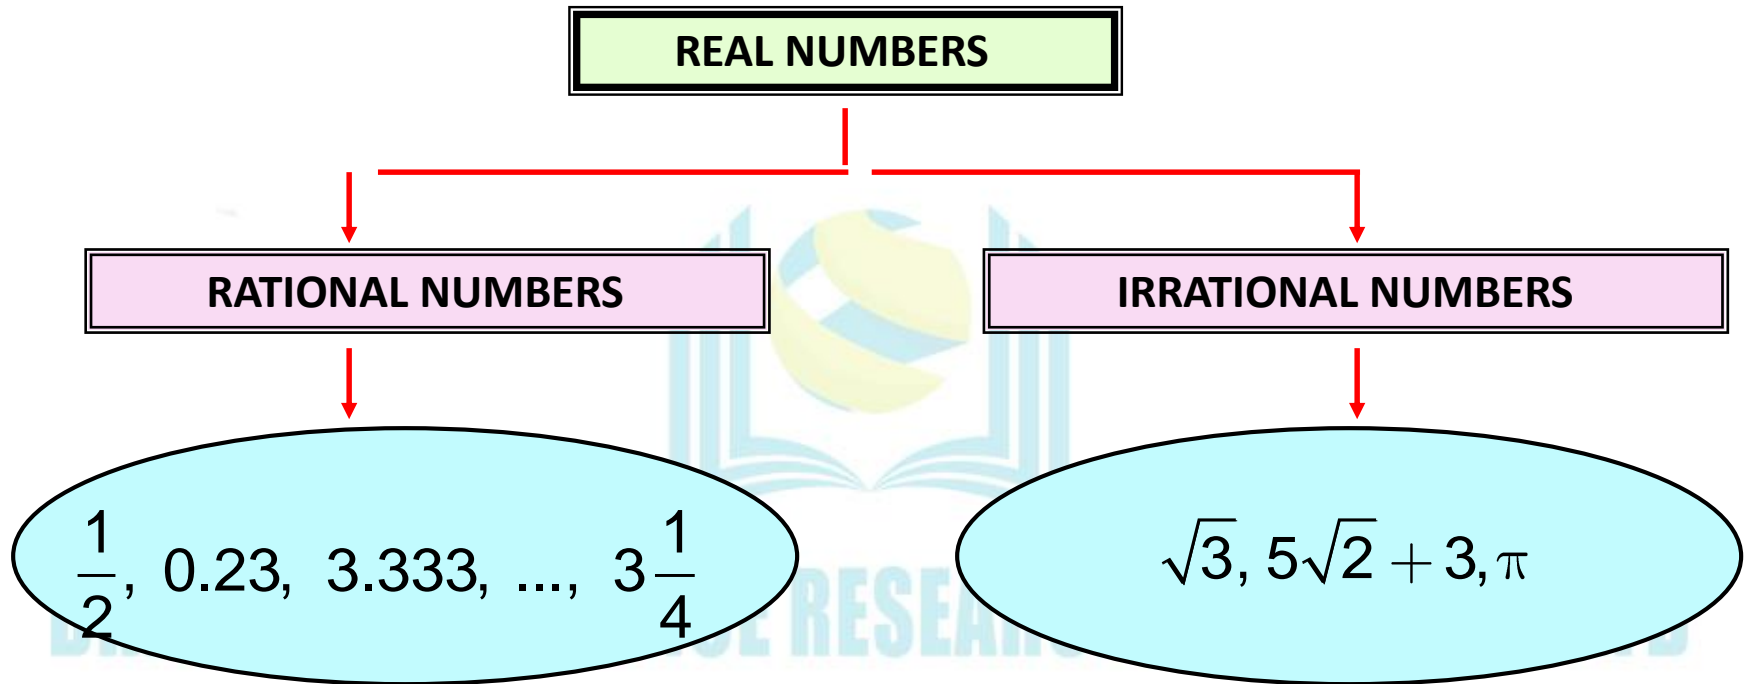 REAL NUMBERS
RATIONAL NUMBERS
IRRATIONAL NUMBERS
1/2, 0.23, 3.333, ..., 3 1/4
√3, 5√2 + 3, π
RESEAR